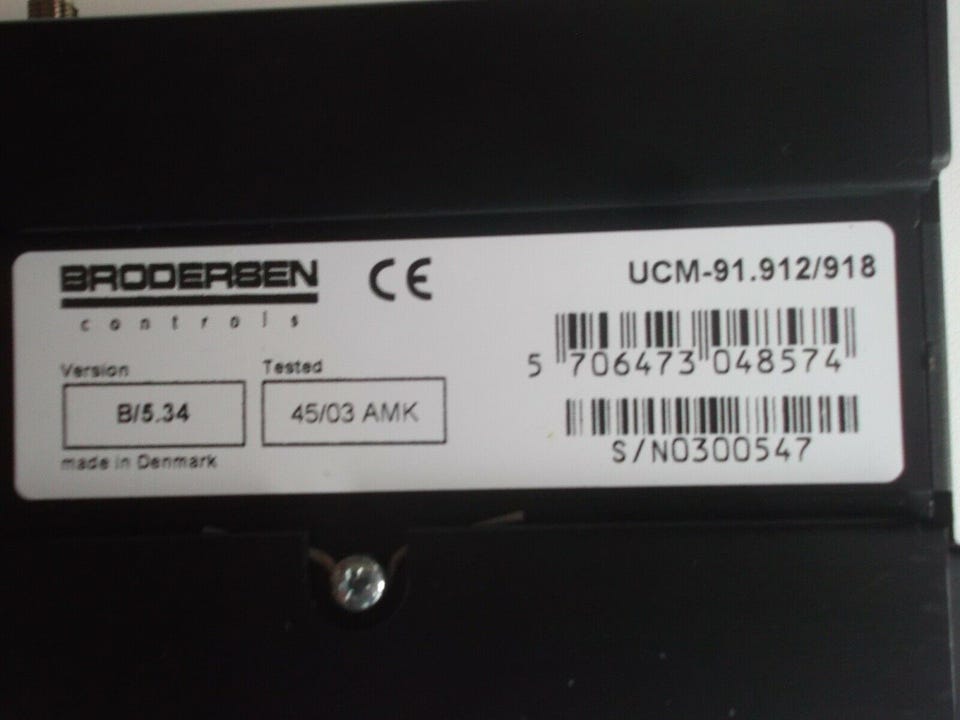 BRODERSEN
controls
CE
UCM-91.912/918
5 706473 048574
Version
B/5.34
Tested
45/03 AMK
S/N0300547
made in Denmark